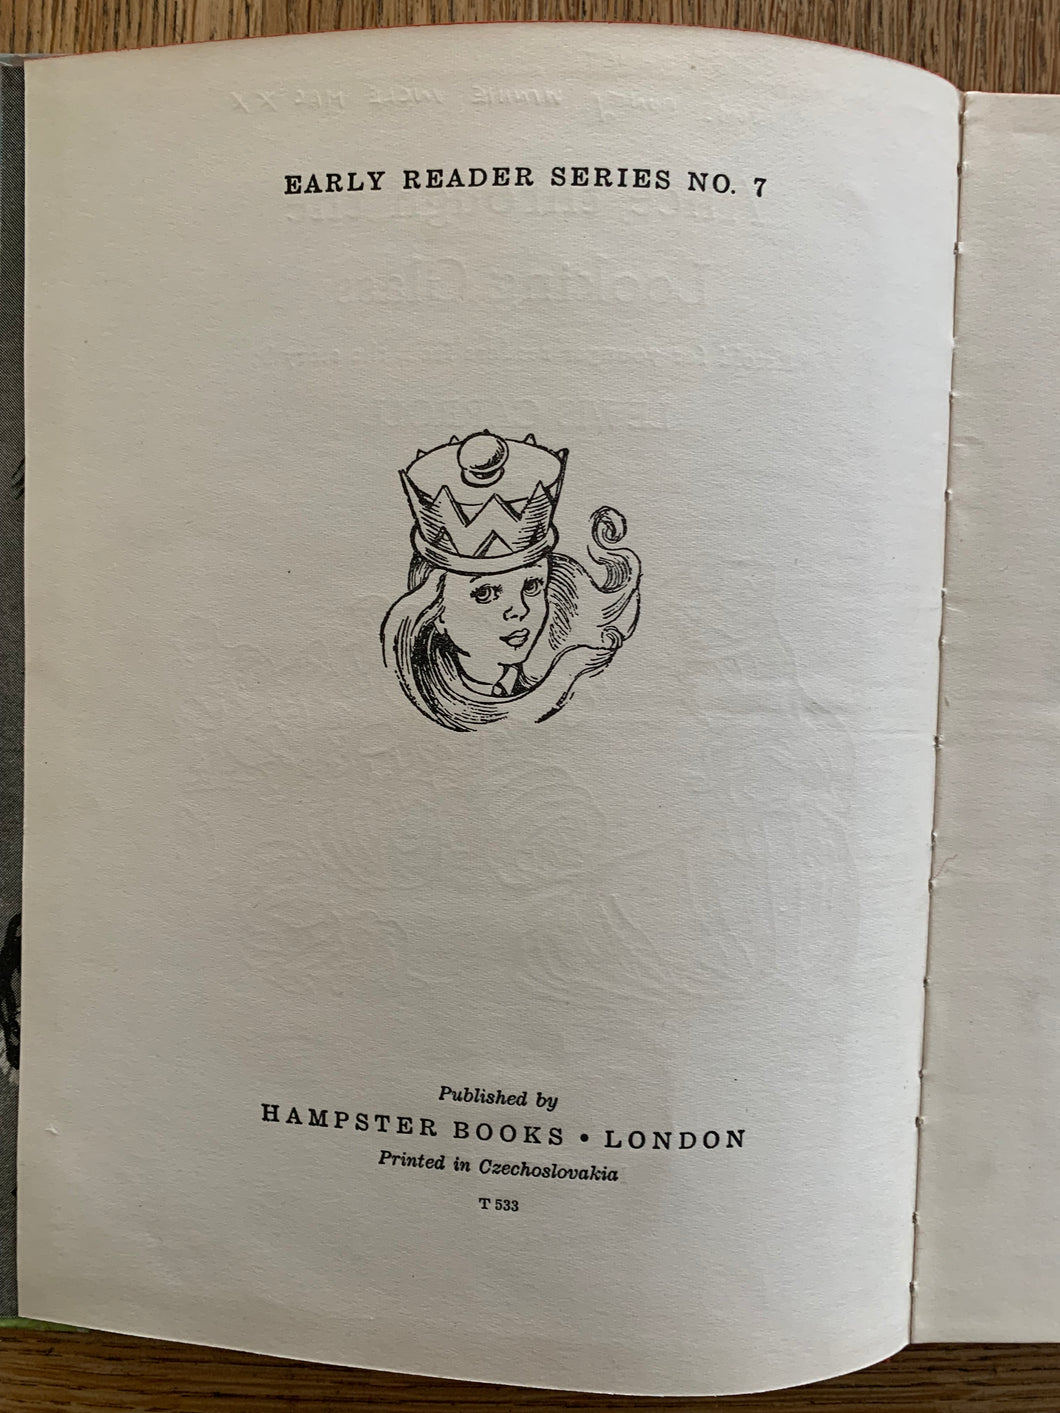 EARLY READER SERIES NO. 7
Published by
HAMPSTER BOOKS • LONDON
Printed in Czechoslovakia
T 533